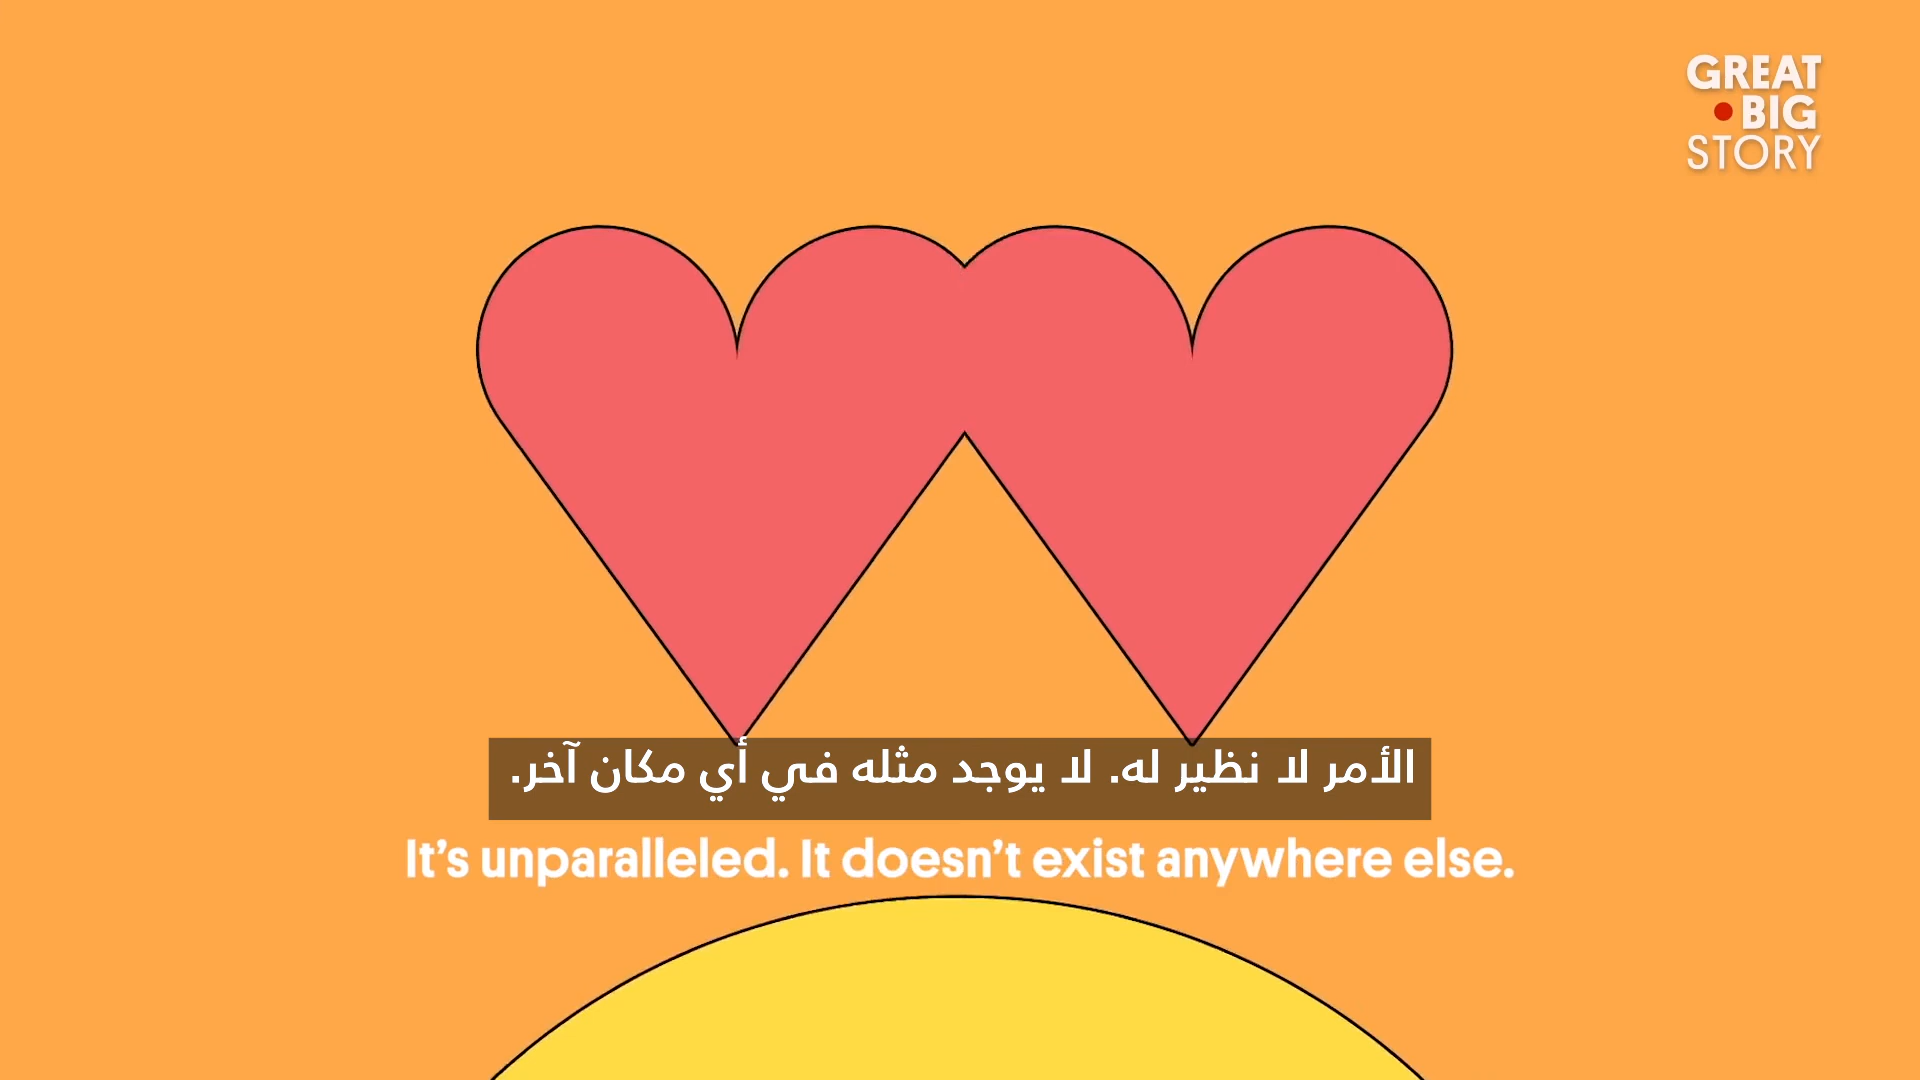 GREAT
BIG
STORY
الأمر لا نظير له. لا يوجد مثله في أي مكان آخر.
It’s unparalleled. It doesn’t exist anywhere else.